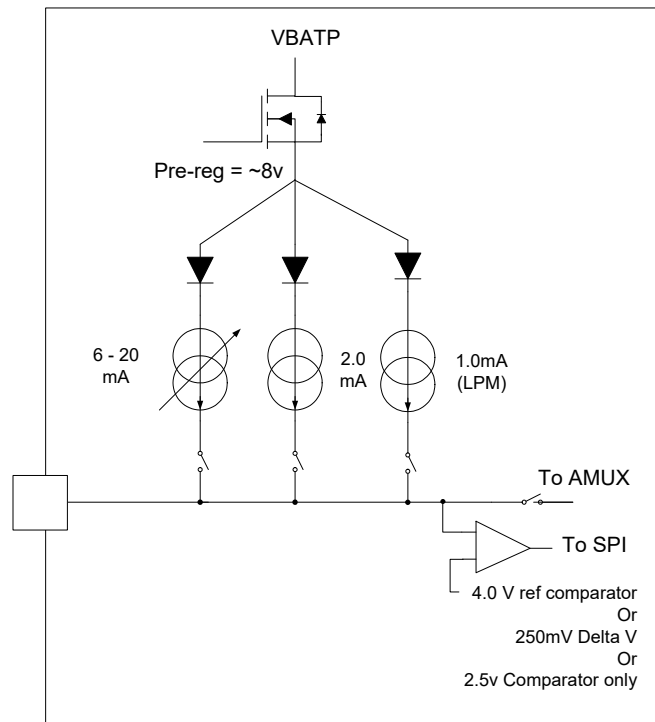 VBATP
Pre-reg = ~8v
6 - 20
mA
2.0
mA
1.0mA
(LPM)
To AMUX
To SPI
4.0 V ref comparator
Or
250mV Delta V
Or
2.5v Comparator only